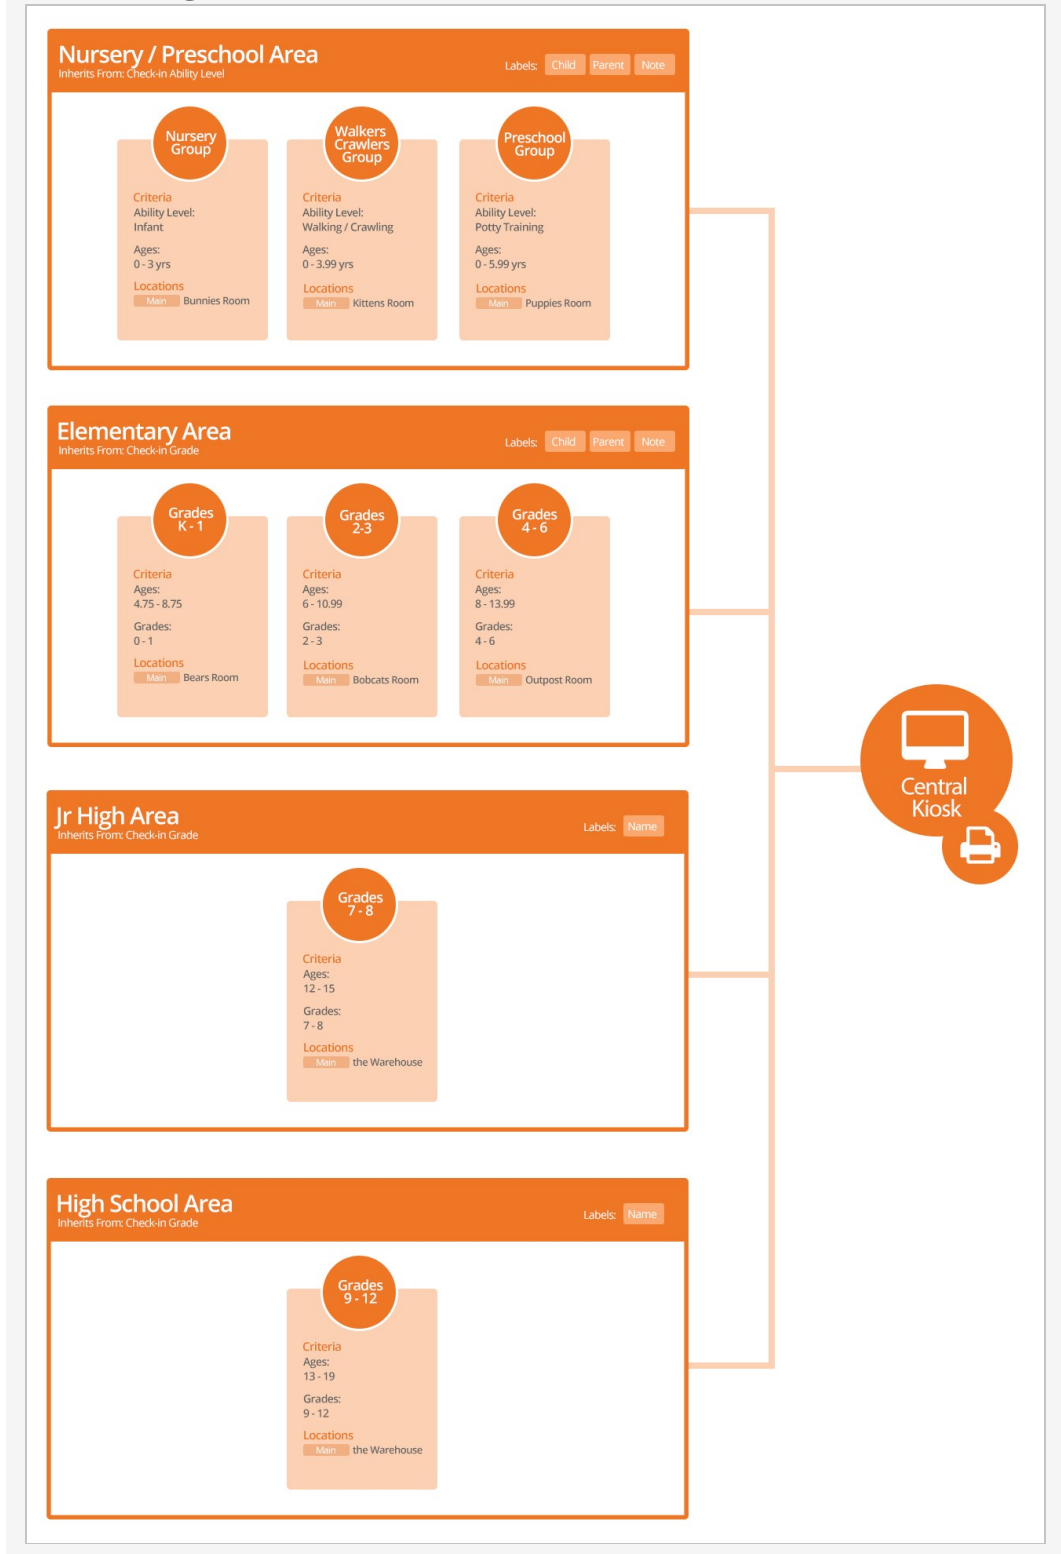 Nursery / Preschool Area
Inherits From: Check-in Ability Level
Labels: Child Parent Note
Nursery
Group
Criteria
Ability Level:
Infant
Ages:
0 - 3 yrs
Locations
Main Bunnies Room
Walkers
Crawlers
Group
Criteria
Ability Level:
Walking / Crawling
Ages:
0 - 3.99 yrs
Locations
Main Kittens Room
Preschool
Group
Criteria
Ability Level:
Potty Training
Ages:
0 - 5.99 yrs
Locations
Main Puppies Room
Elementary Area
Inherits From: Check-in Grade
Labels: Child Parent Note
Grades
K - 1
Criteria
Ages:
4.75 - 8.75
Grades:
0 - 1
Locations
Main Bears Room
Grades
2-3
Criteria
Ages:
6 - 10.99
Grades:
2 - 3
Locations
Main Bobcats Room
Grades
4 - 6
Criteria
Ages:
8 - 13.99
Grades:
4 - 6
Locations
Main Outpost Room
Central
Kiosk
Jr High Area
Inherits From: Check-in Grade
Labels: Name
Grades
7 - 8
Criteria
Ages:
12 - 15
Grades:
7 - 8
Locations
Main the Warehouse
High School Area
Inherits From: Check-in Grade
Labels: Name
Grades
9 - 12
Criteria
Ages:
13 - 19
Grades:
9 - 12
Locations
Main the Warehouse